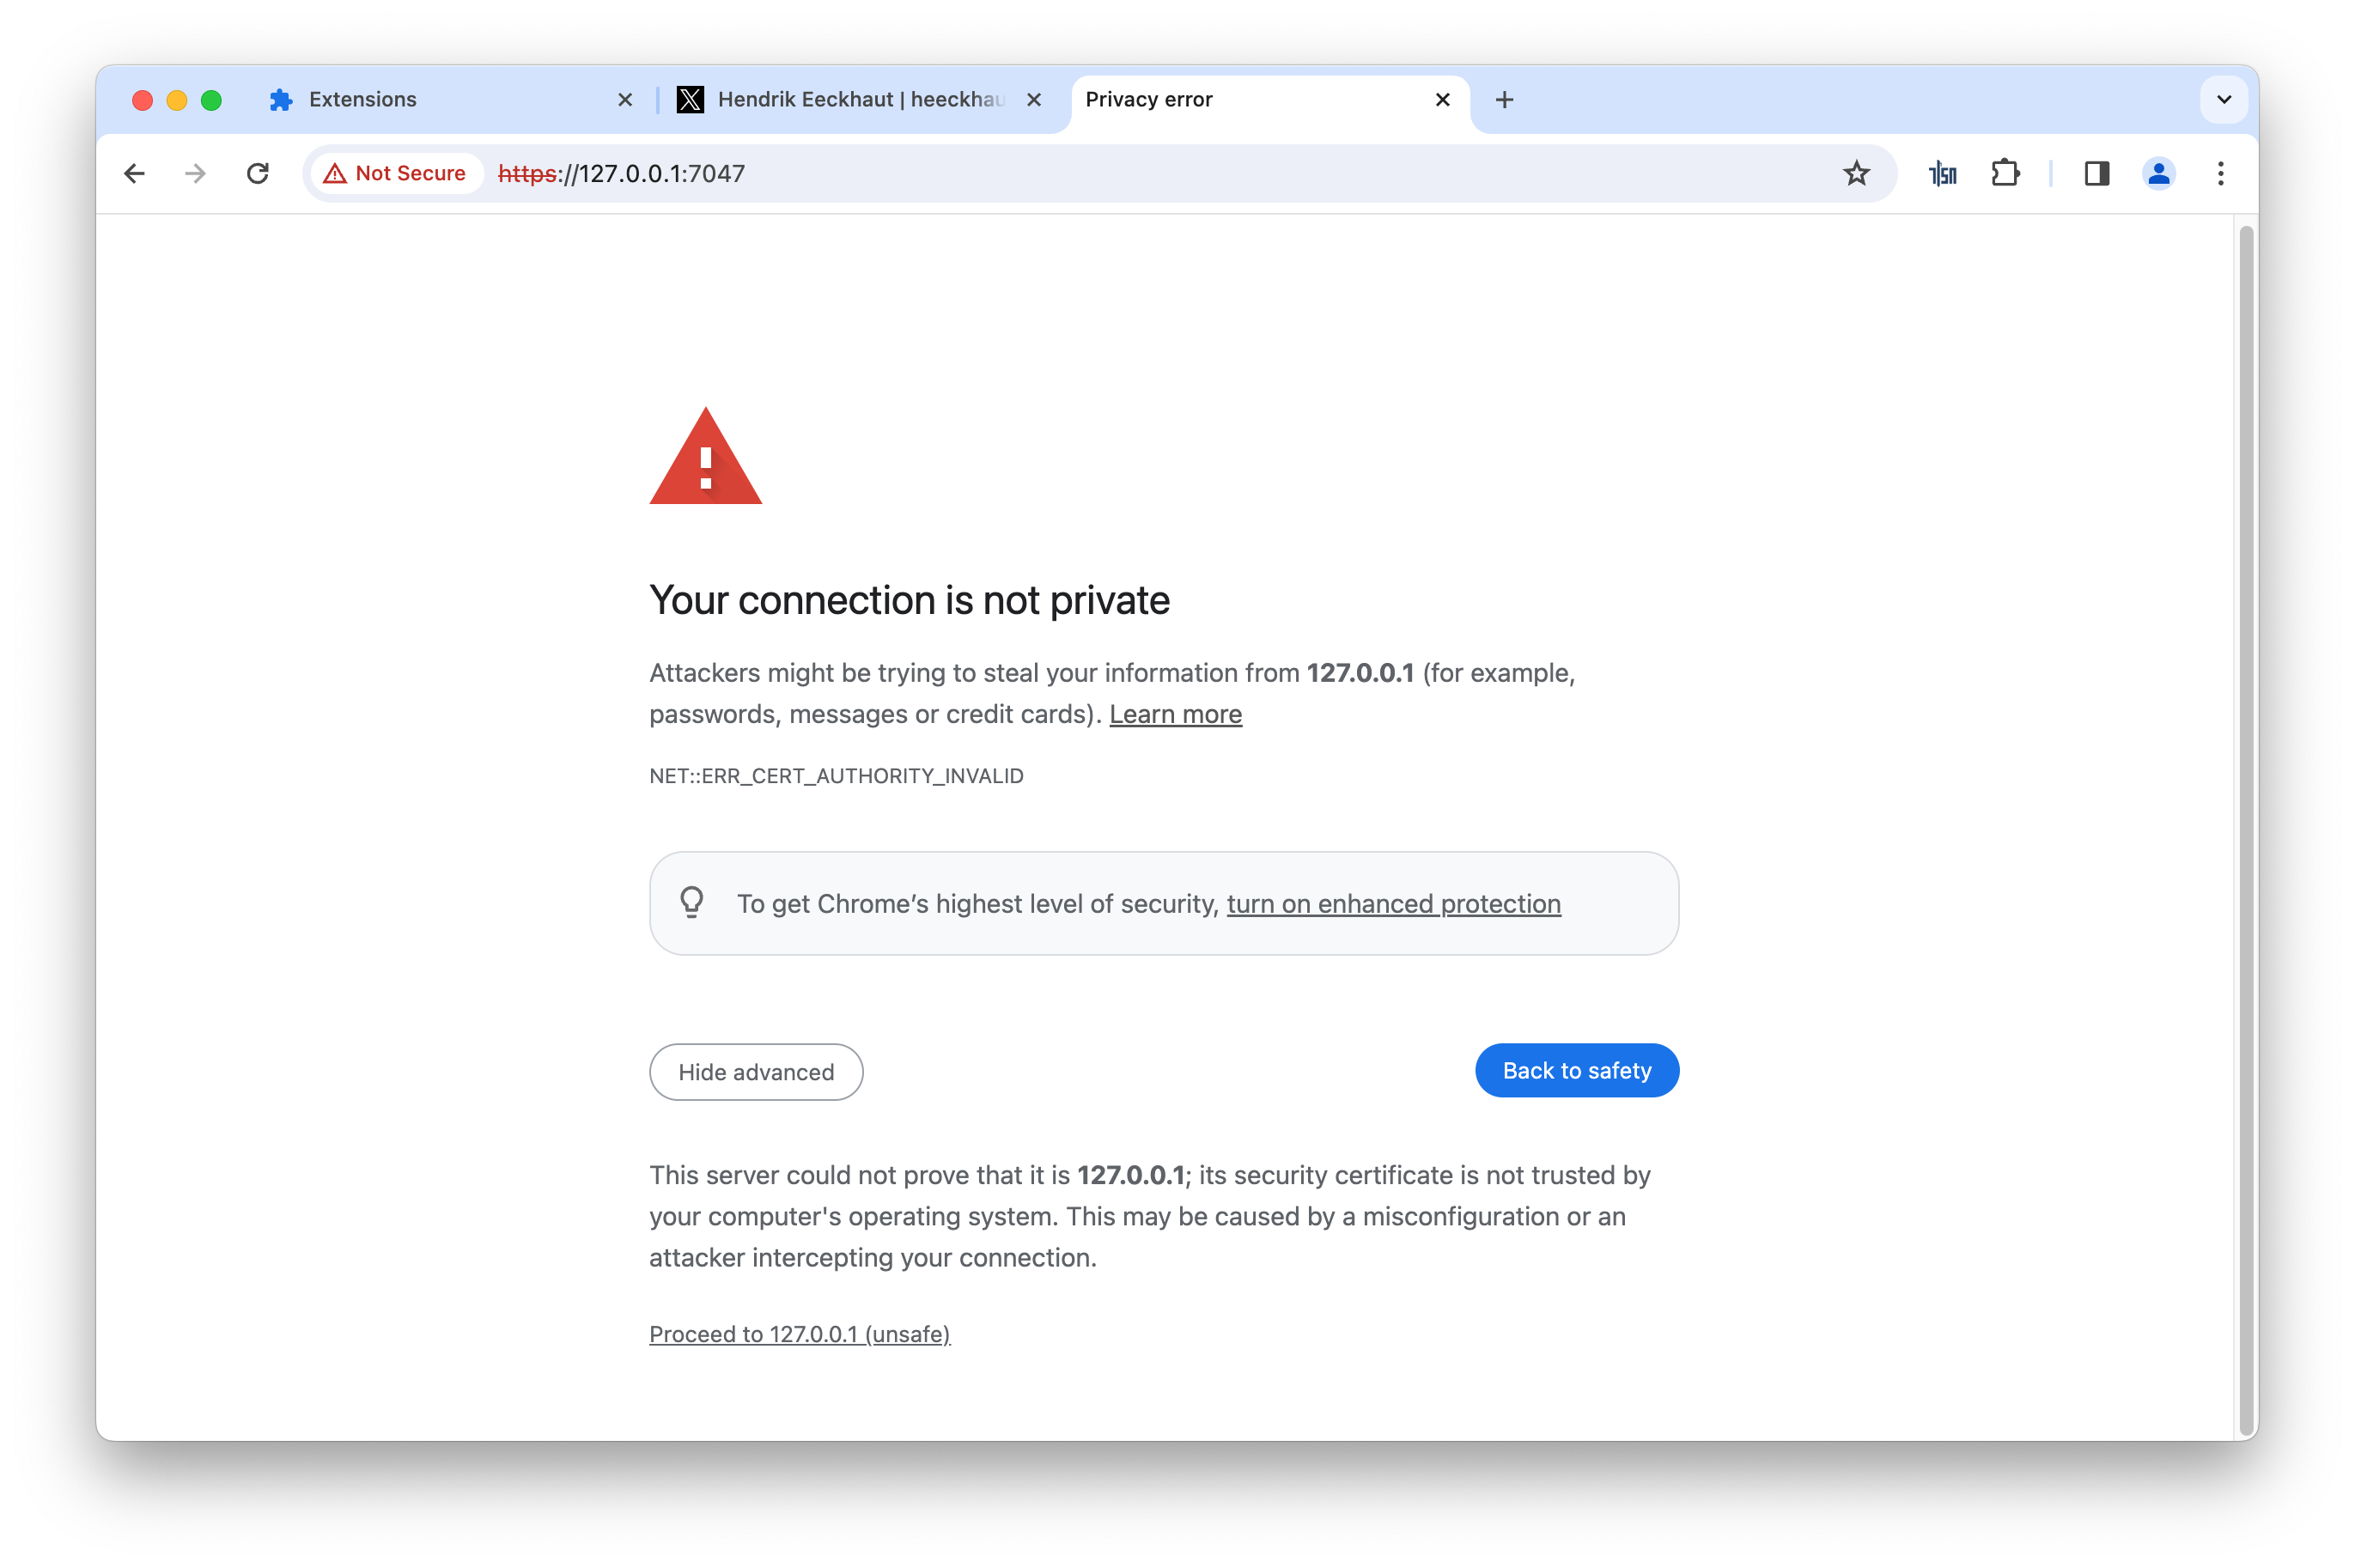 Extensions
Hendrik Eeckhaut | heeckhau
Privacy error
Not Secure
https://127.0.0.1:7047
Your connection is not private
Attackers might be trying to steal your information from 127.0.0.1 (for example,
passwords, messages or credit cards). Learn more
NET::ERR_CERT_AUTHORITY_INVALID
To get Chrome’s highest level of security, turn on enhanced protection
Hide advanced
Back to safety
This server could not prove that it is 127.0.0.1; its security certificate is not trusted by
your computer's operating system. This may be caused by a misconfiguration or an
attacker intercepting your connection.
Proceed to 127.0.0.1 (unsafe)